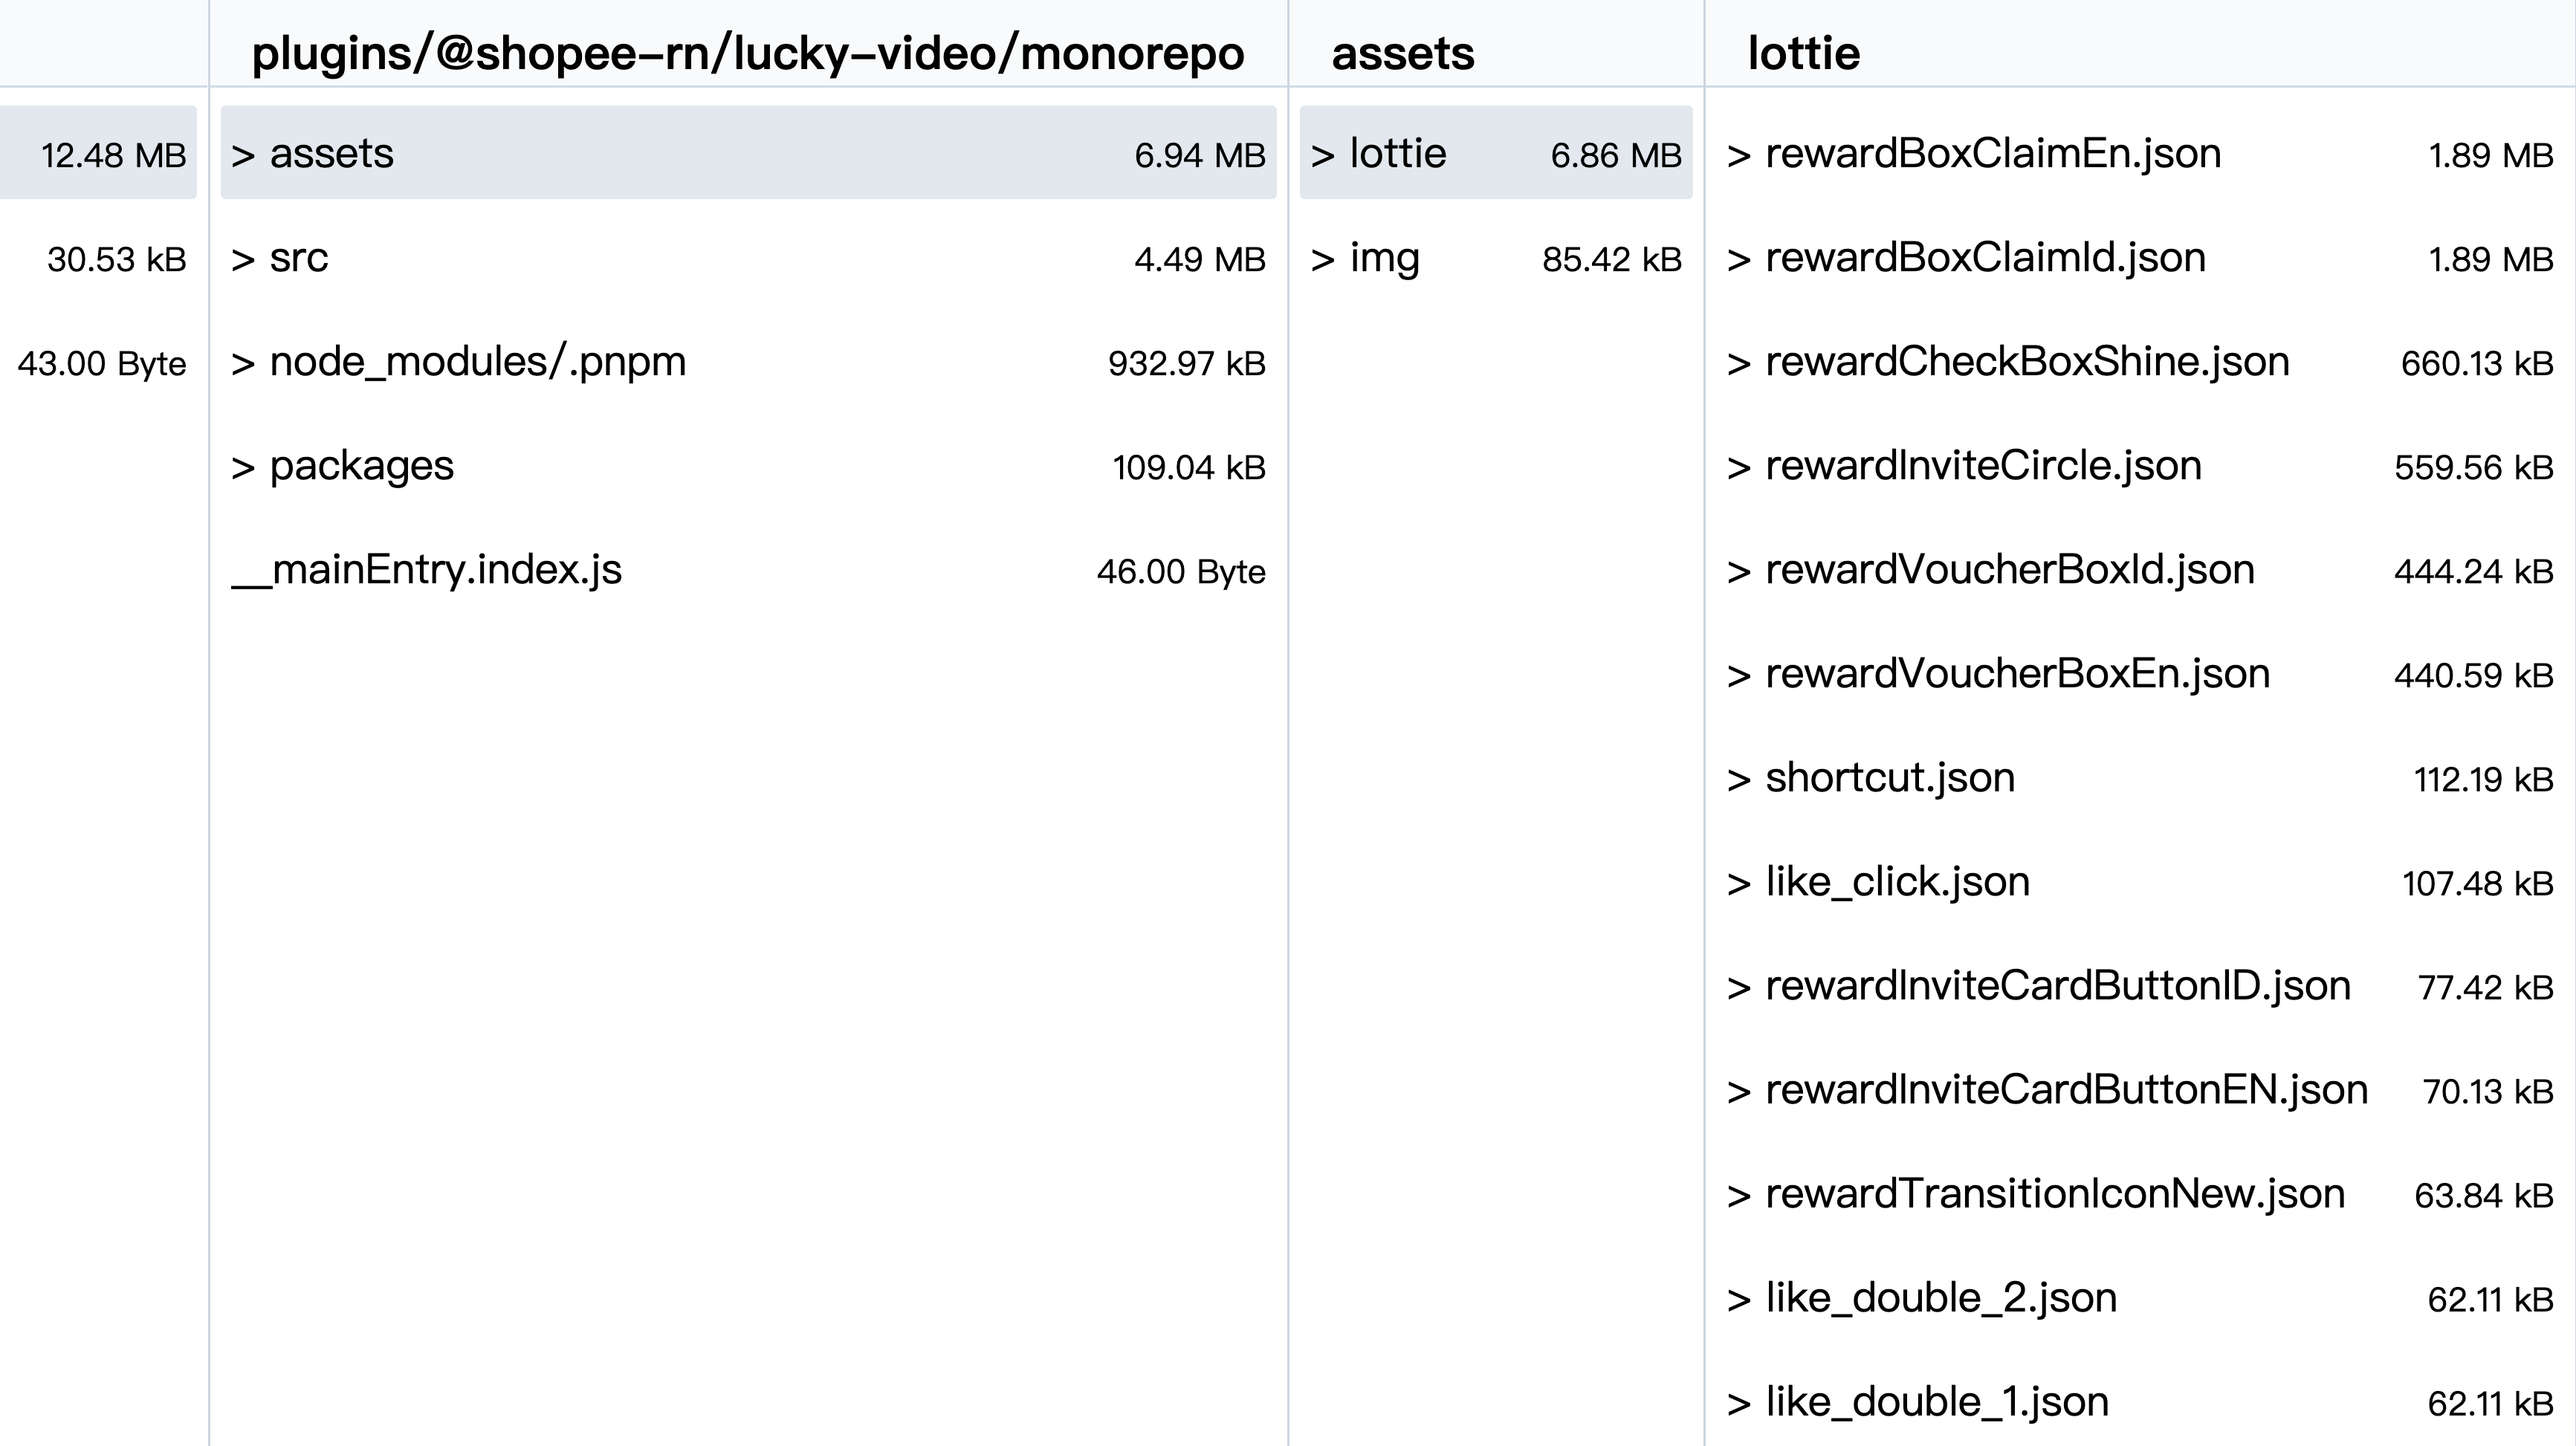 plugins/@shopee-rn/lucky-video/monorepo
assets
lottie
12.48 MB
30.53 kB
43.00 Byte
> assets 6.94 MB
> src 4.49 MB
> node_modules/.pnpm 932.97 kB
> packages 109.04 kB
__mainEntry.index.js 46.00 Byte
> lottie 6.86 MB
> img 85.42 kB
> rewardBoxClaimEn.json 1.89 MB
> rewardBoxClaimId.json 1.89 MB
> rewardCheckBoxShine.json 660.13 kB
> rewardInviteCircle.json 559.56 kB
> rewardVoucherBoxId.json 444.24 kB
> rewardVoucherBoxEn.json 440.59 kB
> shortcut.json 112.19 kB
> like_click.json 107.48 kB
> rewardInviteCardButtonID.json 77.42 kB
> rewardInviteCardButtonEN.json 70.13 kB
> rewardTransitionIconNew.json 63.84 kB
> like_double_2.json 62.11 kB
> like_double_1.json 62.11 kB